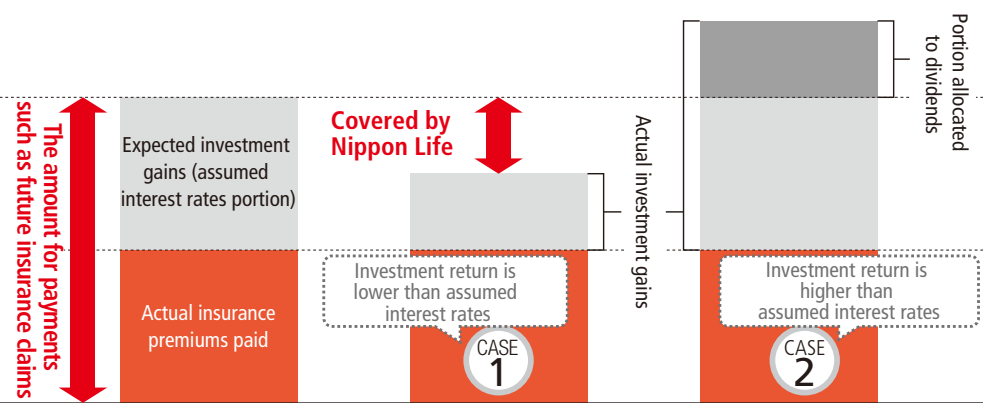 The amount for payments
such as future insurance claims
Expected investment
gains (assumed
interest rates portion)
Actual insurance
premiums paid
Covered by
Nippon Life
Investment return is
lower than assumed
interest rates
CASE
1
Actual investment gains
Investment return is
higher than
assumed interest rates
CASE
2
Portion allocated
to dividends